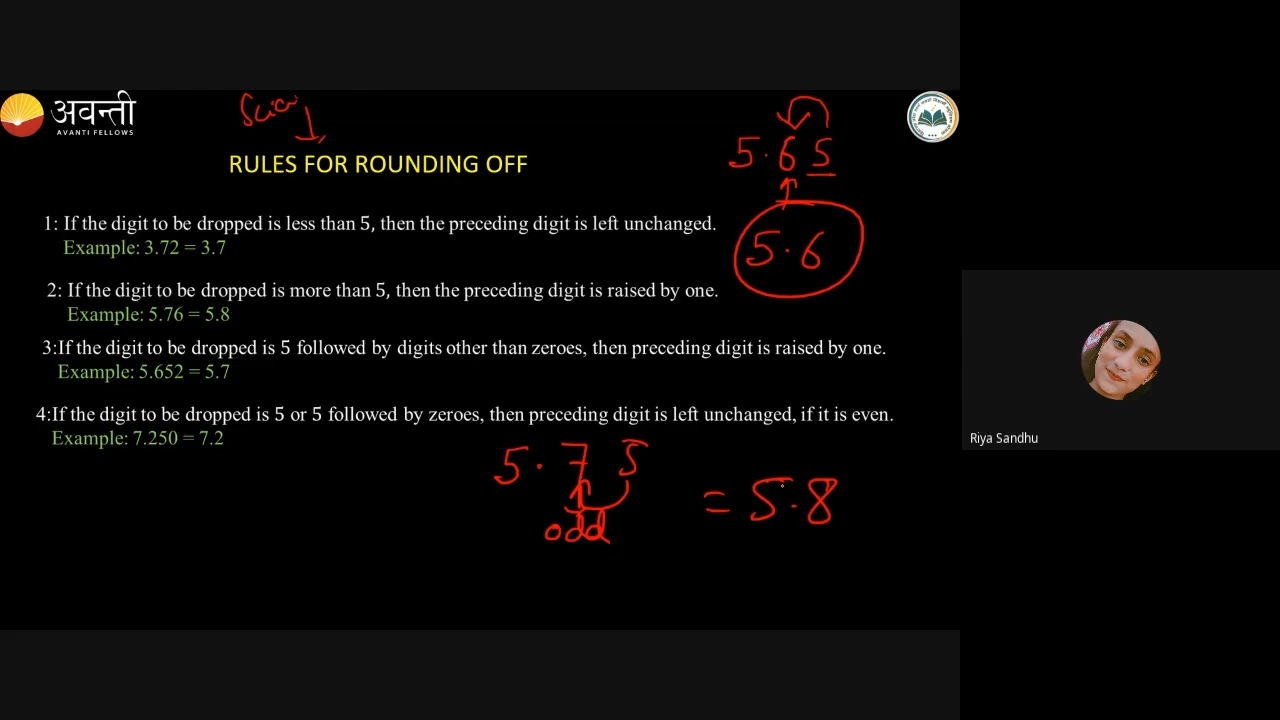 अवन्ती
AVANTI FELLOWS
RULES FOR ROUNDING OFF
5.65
5.6
1: If the digit to be dropped is less than 5, then the preceding digit is left unchanged.
Example: 3.72 = 3.7
2: If the digit to be dropped is more than 5, then the preceding digit is raised by one.
Example: 5.76 = 5.8
3:If the digit to be dropped is 5 followed by digits other than zeroes, then preceding digit is raised by one.
Example: 5.652 = 5.7
4:If the digit to be dropped is 5 or 5 followed by zeroes, then preceding digit is left unchanged, if it is even.
Example: 7.250 = 7.2
5.75 = 5.8
odd
Riya Sandhu